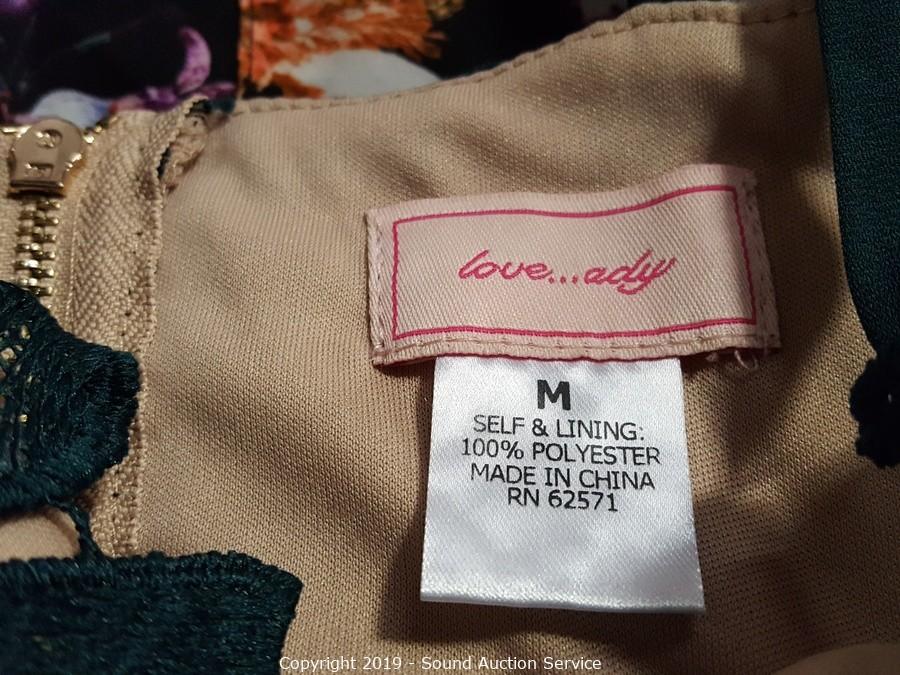 love...ady
M
SELF & LINING:
100% POLYESTER
MADE IN CHINA
RN 62571
Copyright 2019 - Sound Auction Service